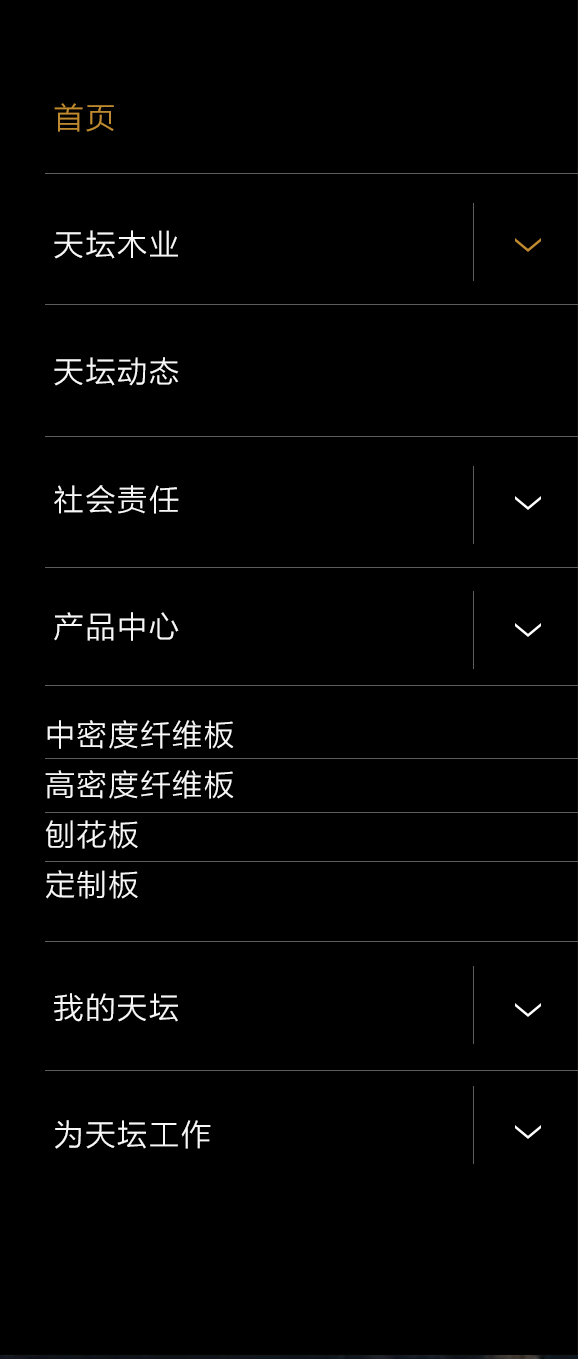 首页
天坛木业
天坛动态
社会责任
产品中心
中密度纤维板
高密度纤维板
刨花板
定制板
我的天坛
为天坛工作